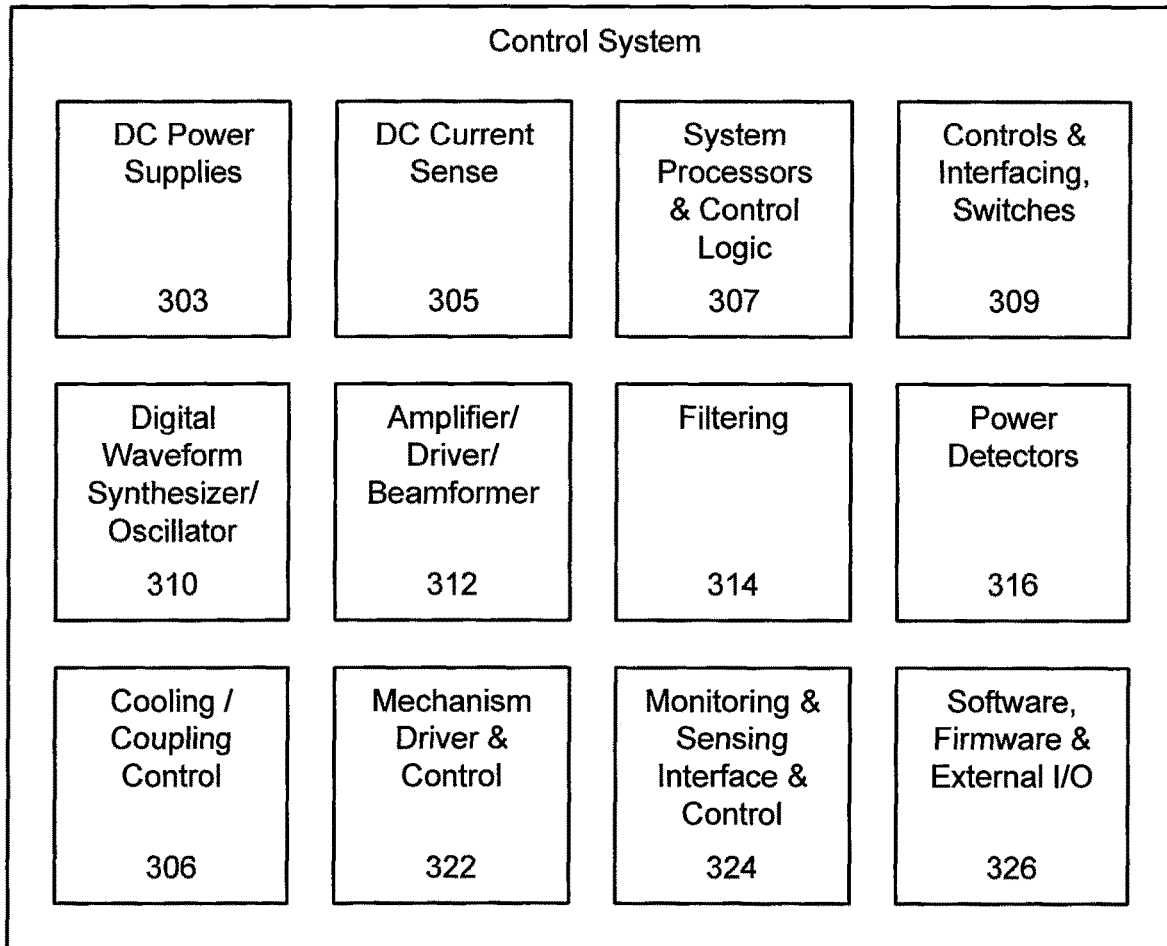 Control System
DC Power
Supplies
303
DC Current
Sense
305
System
Processors
& Control
Logic
307
Controls &
Interfacing,
Switches
309
Digital
Waveform
Synthesizer/
Oscillator
310
Amplifier/
Driver/
Beamformer
312
Filtering
314
Power
Detectors
316
Cooling /
Coupling
Control
306
Mechanism
Driver &
Control
322
Monitoring &
Sensing
Interface &
Control
324
Software,
Firmware &
External I/O
326